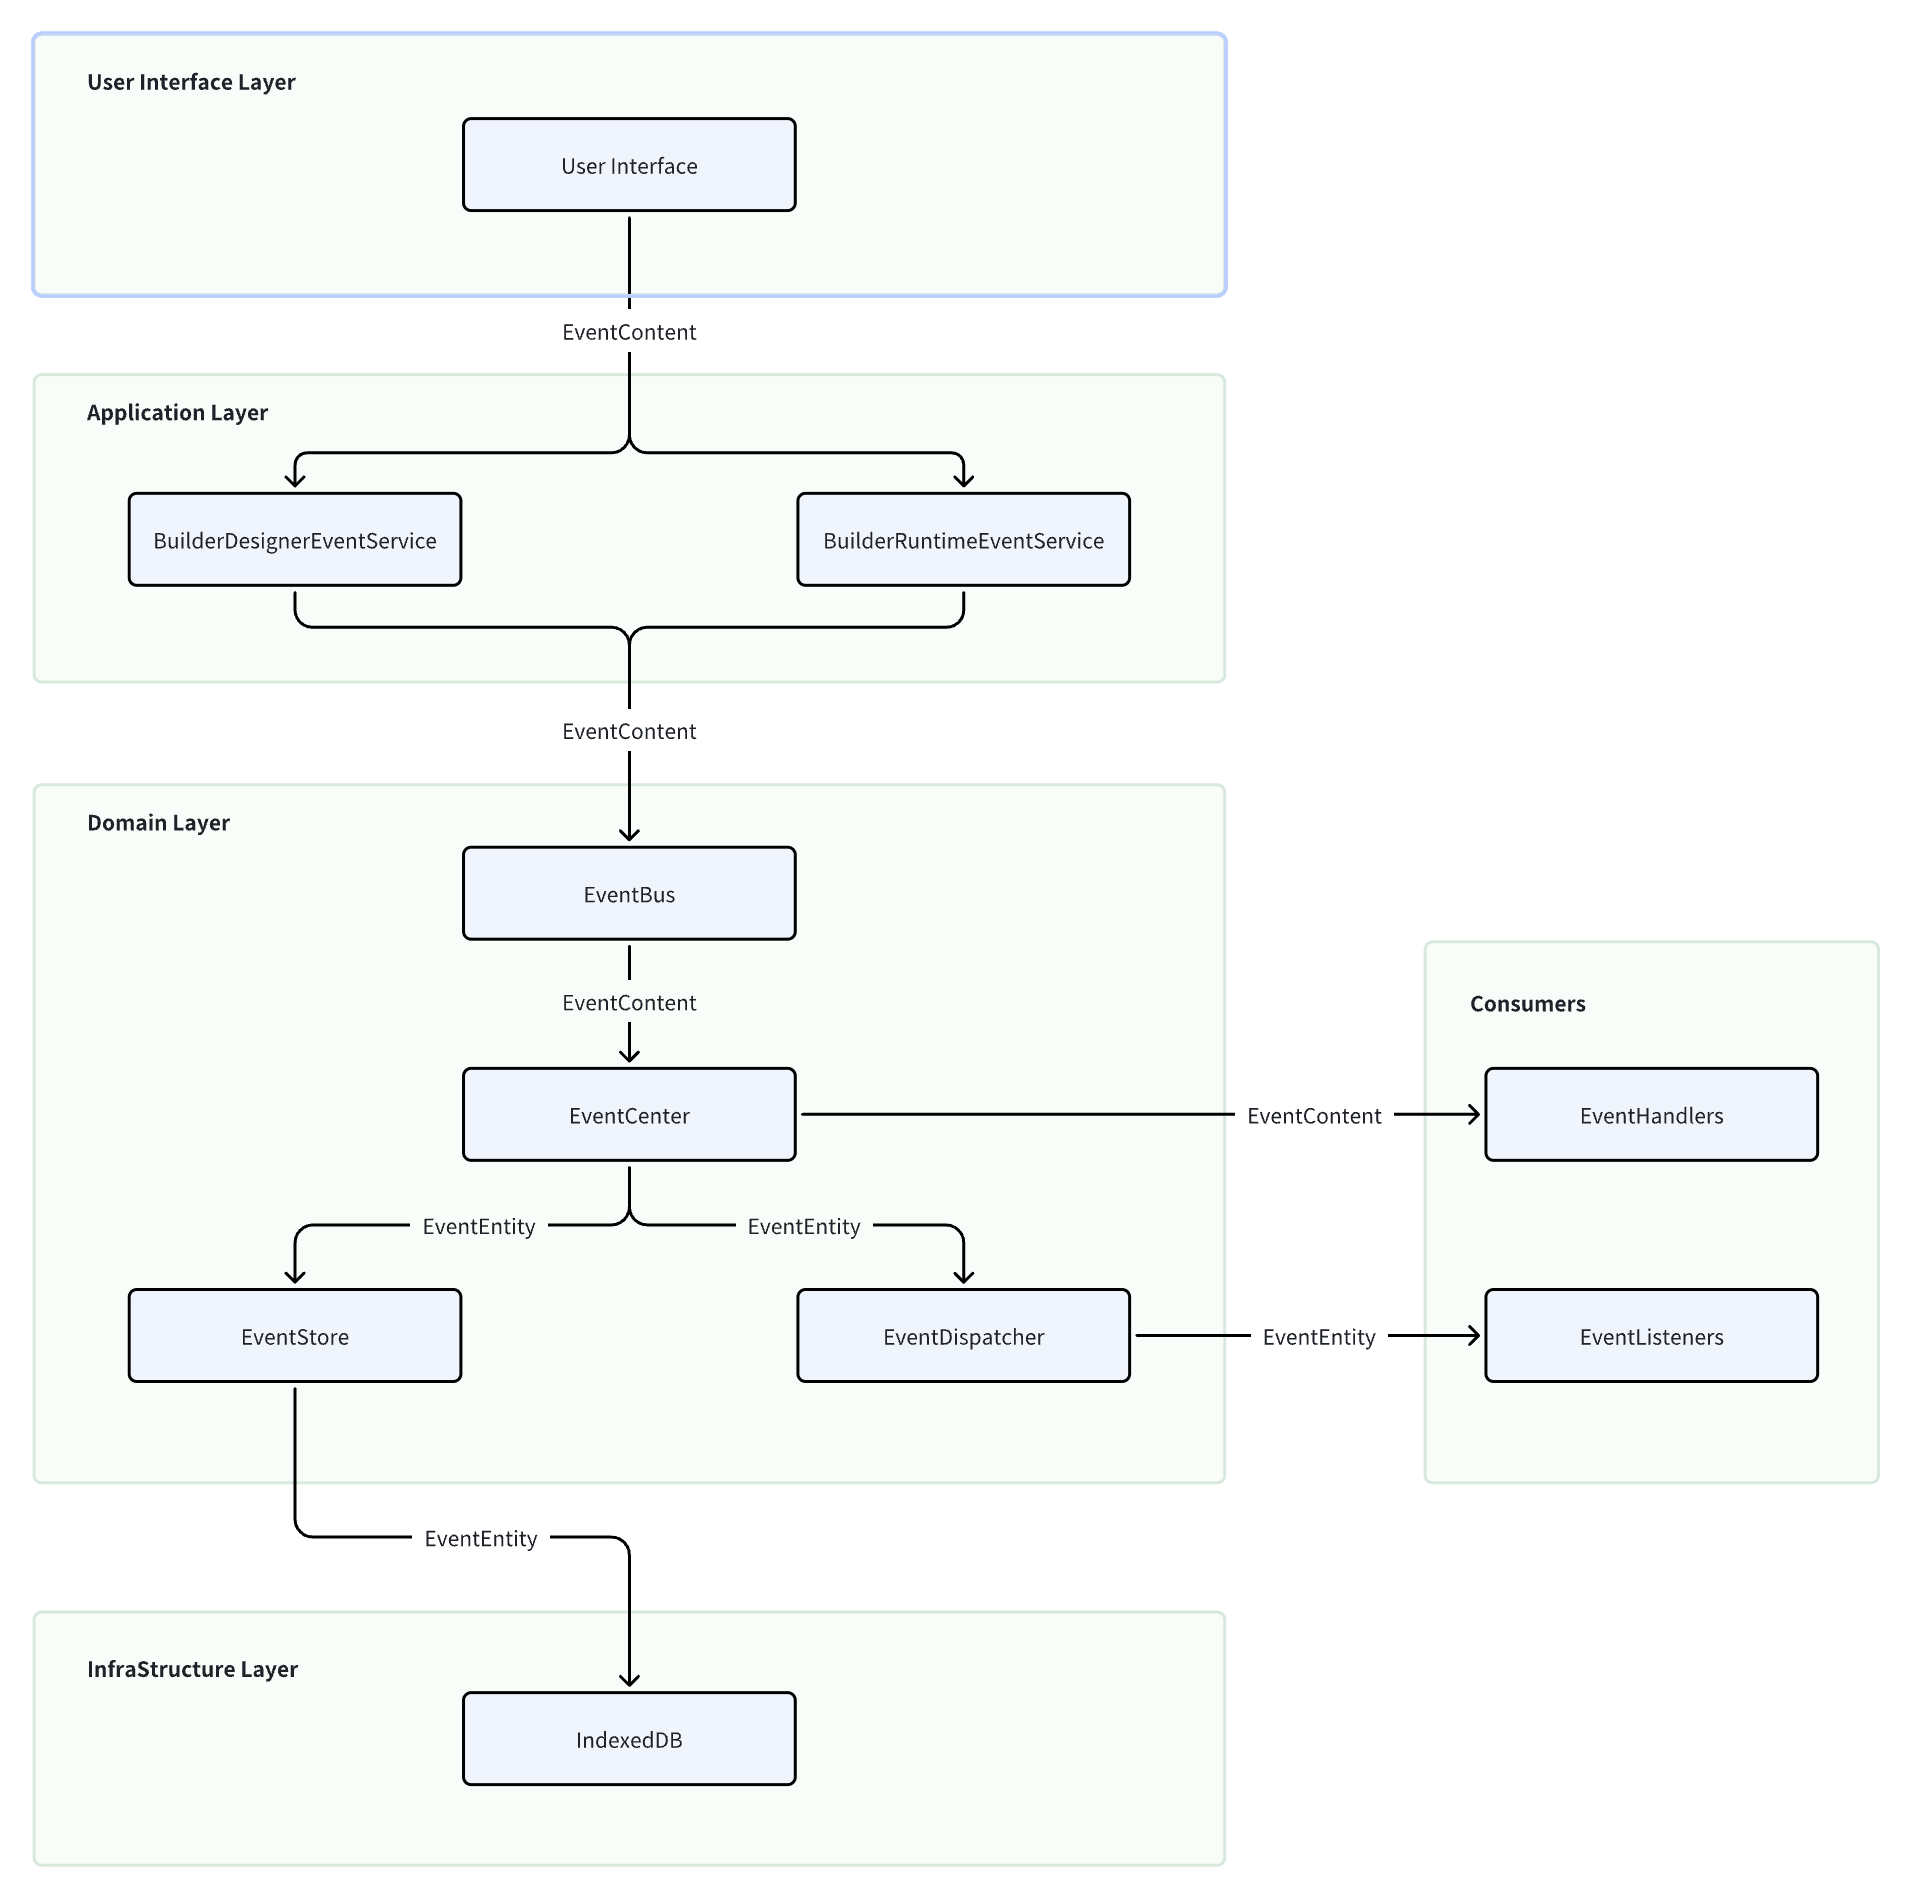 User Interface Layer
User Interface
EventContent
Application Layer
BuilderDesignerEventService
BuilderRuntimeEventService
EventContent
Domain Layer
EventBus
EventContent
Consumers
EventCenter
EventContent
EventHandlers
EventEntity
EventEntity
EventStore
EventDispatcher
EventEntity
EventListeners
EventEntity
InfraStructure Layer
IndexedDB